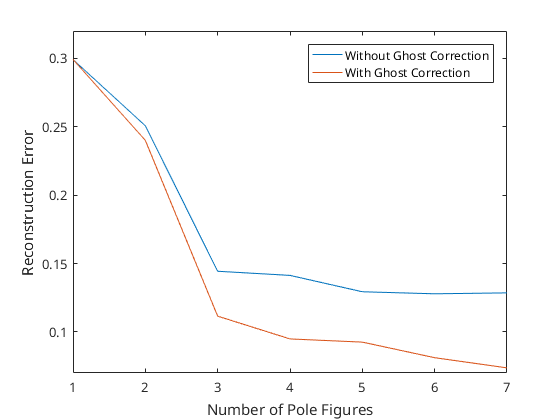 Without Ghost Correction
With Ghost Correction
0.3
0.25
0.2
0.15
0.1
Reconstruction Error
1 2 3 4 5 6 7
Number of Pole Figures